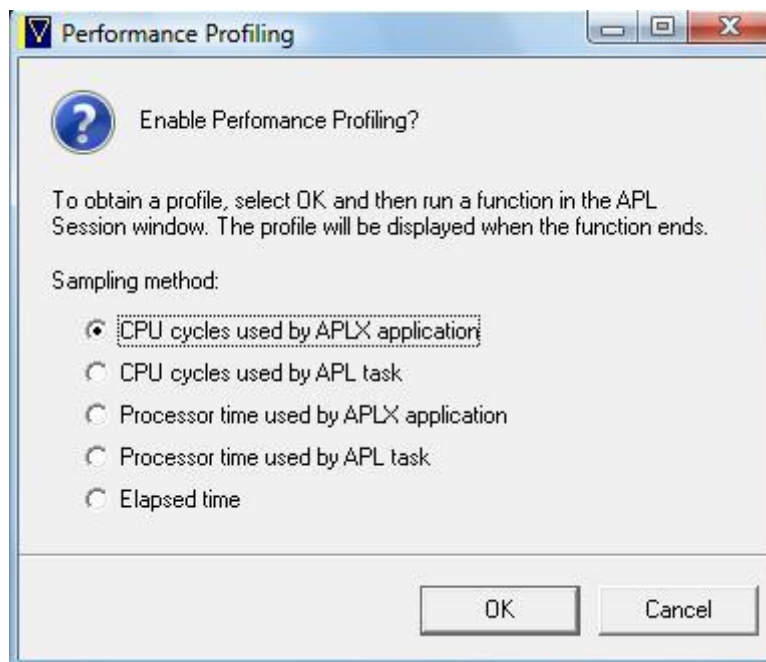 Performance Profiling
Enable Perfomance Profiling?
To obtain a profile, select OK and then run a function in the APL
Session window. The profile will be displayed when the function ends.
Sampling method:
CPU cycles used by APLX application
CPU cycles used by APL task
Processor time used by APLX application
Processor time used by APL task
Elapsed time
OK Cancel